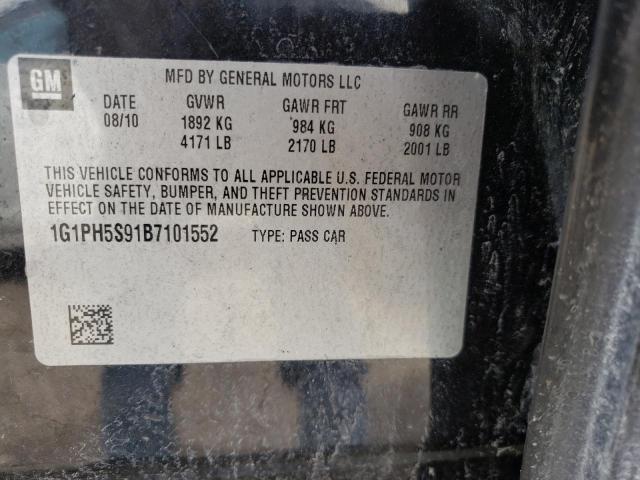 GM
MFD BY GENERAL MOTORS LLC
DATE GVWR GAWR FRT GAWR RR
08/10 1892 KG 984 KG 908 KG
4171 LB 2170 LB 2001 LB
THIS VEHICLE CONFORMS TO ALL APPLICABLE U.S. FEDERAL MOTOR
VEHICLE SAFETY, BUMPER, AND THEFT PREVENTION STANDARDS IN
EFFECT ON THE DATE OF MANUFACTURE SHOWN ABOVE.
1G1PH5S91B7101552 TYPE: PASS CAR